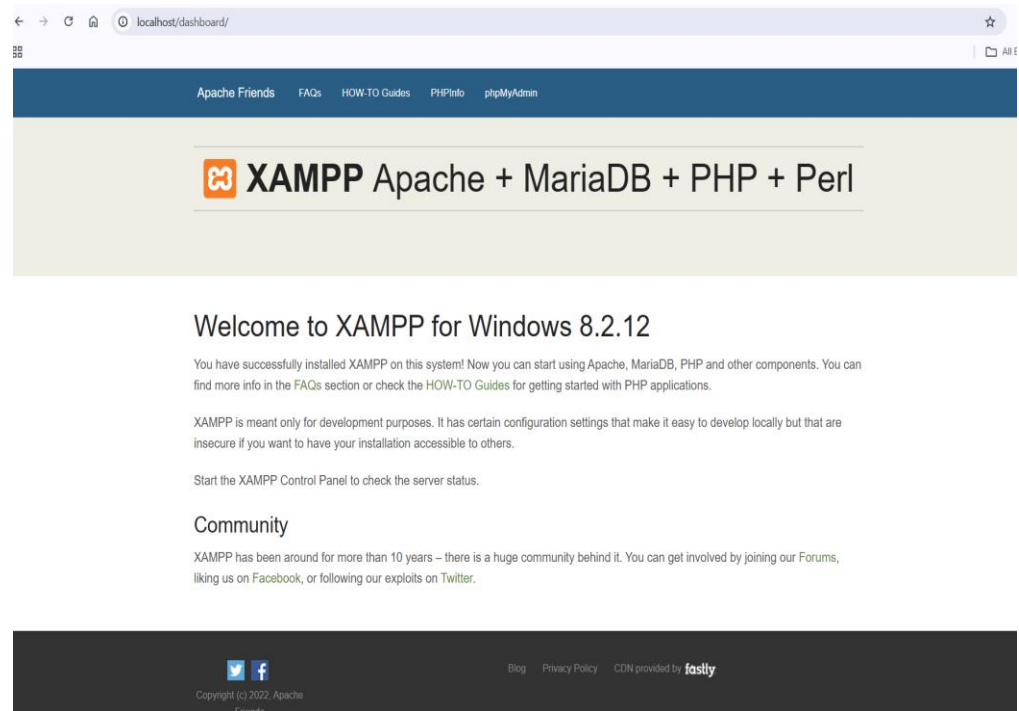 localhost/dashboard/
All
Apache Friends FAQs HOW-TO Guides PHPInfo phpMyAdmin
XAMPP Apache + MariaDB + PHP + Perl
Welcome to XAMPP for Windows 8.2.12
You have successfully installed XAMPP on this system! Now you can start using Apache, MariaDB, PHP and other components. You can
find more info in the FAQs section or check the HOW-TO Guides for getting started with PHP applications.
XAMPP is meant only for development purposes. It has certain configuration settings that make it easy to develop locally but that are
insecure if you want to have your installation accessible to others.
Start the XAMPP Control Panel to check the server status.
Community
XAMPP has been around for more than 10 years – there is a huge community behind it. You can get involved by joining our Forums,
liking us on Facebook, or following our exploits on Twitter.
Blog Privacy Policy CDN provided by fastly
Copyright (c) 2022, Apache
Friends